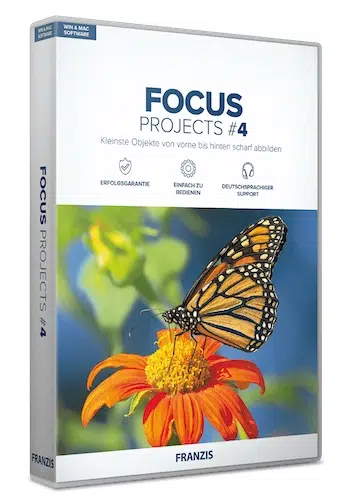 WIN & MAC
SOFTWARE
FOCUS
PROJECTS #4
Kleinste Objekte von vorne bis hinten scharf abbilden
ERFOLGSGARANTIE
EINFACH ZU
BEDIENEN
DEUTSCHSPRACHIGER
SUPPORT
FOCUS PROJECTS #4
FRANZIS
FRANZIS